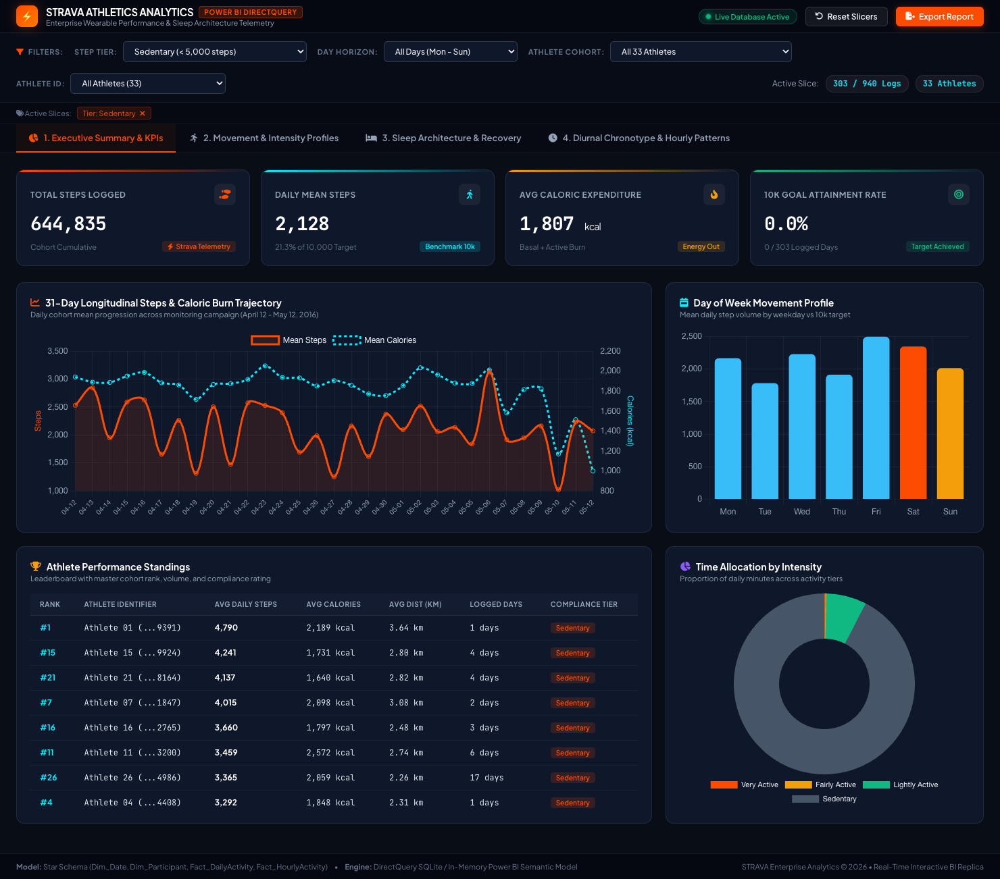 STRAVA ATHLETICS ANALYTICS POWER BI DIRECTQUERY
Enterprise Wearable Performance & Sleep Architecture Telemetry
Live Database Active
Reset Slicers
Export Report
FILTERS: STEP TIER: Sedentary (< 5,000 steps) DAY HORIZON: All Days (Mon - Sun) ATHLETE COHORT: All 33 Athletes
ATHLETE ID: All Athletes (33) Active Slice: 303 / 940 Logs 33 Athletes
Active Slices: Tier: Sedentary ×
1. Executive Summary & KPIs 2. Movement & Intensity Profiles 3. Sleep Architecture & Recovery 4. Diurnal Chronotype & Hourly Patterns
TOTAL STEPS LOGGED
644,835
Cohort Cumulative Strava Telemetry
DAILY MEAN STEPS
2,128
21.3% of 10,000 Target Benchmark 10k
AVG CALORIC EXPENDITURE
1,807 kcal
Basal + Active Burn Energy Out
10K GOAL ATTAINMENT RATE
0.0%
0 / 303 Logged Days Target Achieved
31-Day Longitudinal Steps & Caloric Burn Trajectory
Daily cohort mean progression across monitoring campaign (April 12 - May 12, 2016)
Mean Steps Mean Calories
3,500
3,000
2,500
2,000
1,500
1,000
Steps
2,200
2,000
1,800
1,600
1,400
1,200
1,000
800
Calories (kcal)
04-12 04-13 04-14 04-15 04-16 04-17 04-18 04-19 04-20 04-21 04-22 04-23 04-24 04-25 04-26 04-27 04-28 04-29 04-30 05-01 05-02 05-03 05-04 05-05 05-06 05-07 05-08 05-09 05-10 05-11 05-12
Day of Week Movement Profile
Mean daily step volume by weekday vs 10k target
2,500
2,000
1,500
1,000
500
0
Mon Tue Wed Thu Fri Sat Sun
Athlete Performance Standings
Leaderboard with master cohort rank, volume, and compliance rating
RANK ATHLETE IDENTIFIER AVG DAILY STEPS AVG CALORIES AVG DIST (KM) LOGGED DAYS COMPLIANCE TIER
#1 Athlete 01 (...9391) 4,790 2,189 kcal 3.64 km 1 days Sedentary
#15 Athlete 15 (...9924) 4,241 1,731 kcal 2.80 km 4 days Sedentary
#21 Athlete 21 (...8164) 4,137 1,640 kcal 2.82 km 4 days Sedentary
#7 Athlete 07 (...1847) 4,015 2,098 kcal 3.08 km 2 days Sedentary
#16 Athlete 16 (...2765) 3,660 1,797 kcal 2.48 km 3 days Sedentary
#11 Athlete 11 (...3200) 3,459 2,572 kcal 2.74 km 6 days Sedentary
#26 Athlete 26 (...4986) 3,365 2,059 kcal 2.26 km 17 days Sedentary
#4 Athlete 04 (...4408) 3,292 1,848 kcal 2.31 km 1 days Sedentary
Time Allocation by Intensity
Proportion of daily minutes across activity tiers
Very Active Fairly Active Lightly Active
Sedentary
Model: Star Schema (Dim_Date, Dim_Participant, Fact_DailyActivity, Fact_HourlyActivity) • Engine: DirectQuery SQLite / In-Memory Power BI Semantic Model
STRAVA Enterprise Analytics © 2026 • Real-Time Interactive BI Replica